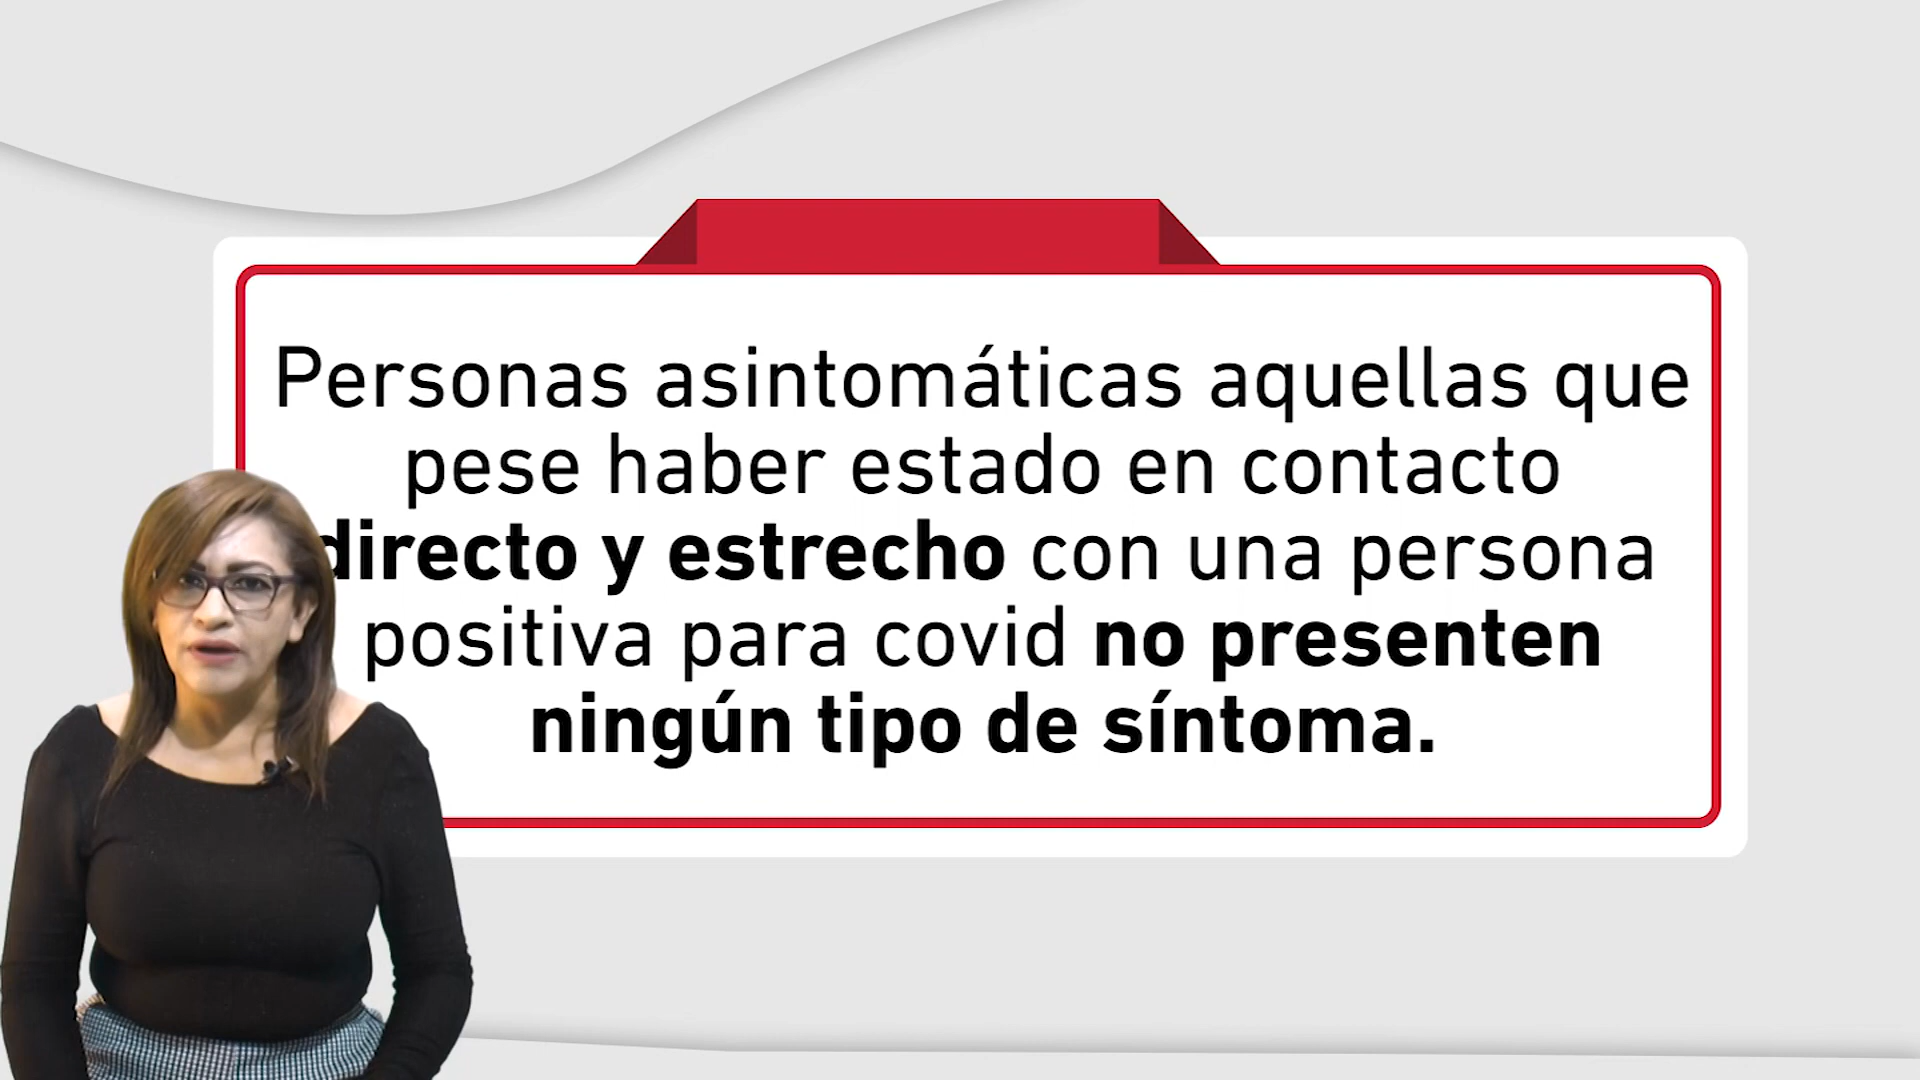 Personas asintomáticas aquellas que
pese haber estado en contacto
directo y estrecho con una persona
positiva para covid no presenten
ningún tipo de síntoma.